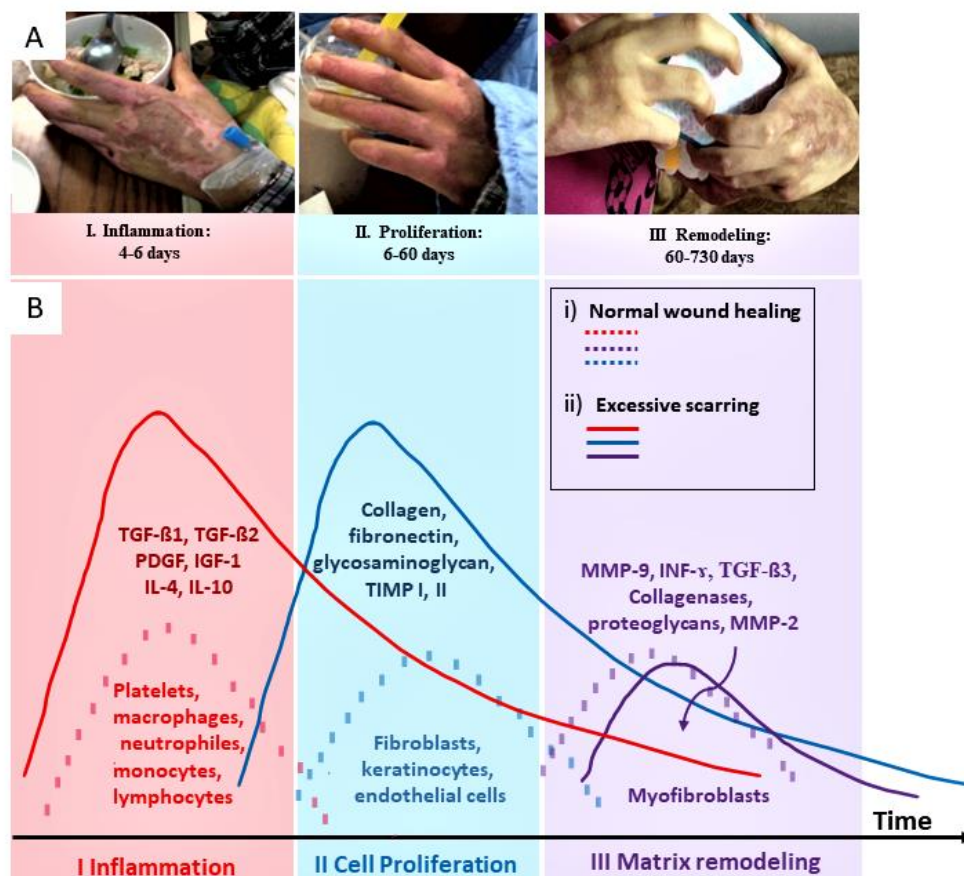 A
I. Inflammation:
4-6 days
II. Proliferation:
6-60 days
III Remodeling:
60-730 days
B
i) Normal wound healing
ii) Excessive scarring
TGF-ß1, TGF-ß2
PDGF, IGF-1
IL-4, IL-10
Platelets,
macrophages,
neutrophiles,
monocytes,
lymphocytes
Collagen,
fibronectin,
glycosaminoglycan,
TIMP I, II
Fibroblasts,
keratinocytes,
endothelial cells
MMP-9, INF-ɤ, TGF-ß3,
Collagenases,
proteoglycans, MMP-2
Myofibroblasts
Time
I Inflammation
II Cell Proliferation
III Matrix remodeling